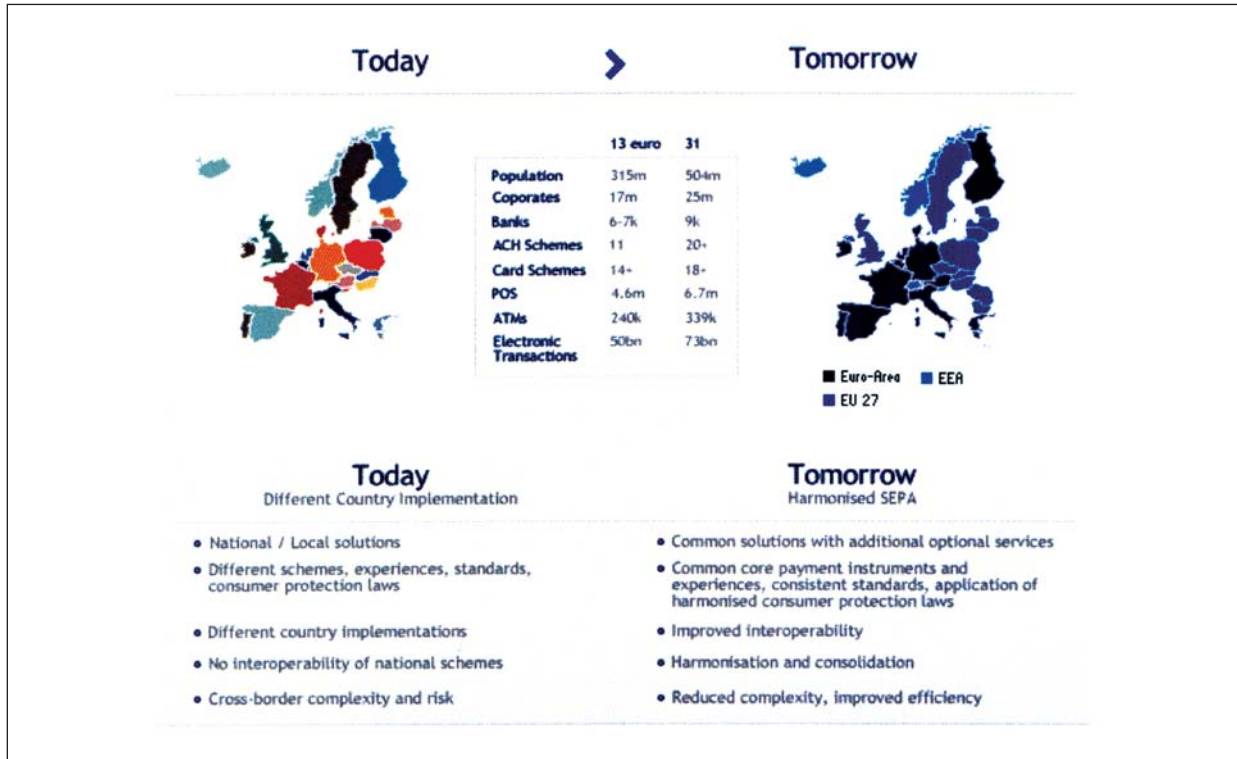 Today > Tomorrow
13 euro 31
Population 315m 504m
Coporates 17m 25m
Banks 6-7k 9k
ACH Schemes 11 20+
Card Schemes 14+ 18+
POS 4.6m 6.7m
ATMs 240k 339k
Electronic
Transactions 50bn 73bn
Euro-Area EEA
EU 27
Today
Different Country Implementation
• National / Local solutions
• Different schemes, experiences, standards,
consumer protection laws
• Different country implementations
• No interoperability of national schemes
• Cross-border complexity and risk
Tomorrow
Harmonised SEPA
• Common solutions with additional optional services
• Common core payment instruments and
experiences, consistent standards, application of
harmonised consumer protection laws
• Improved interoperability
• Harmonisation and consolidation
• Reduced complexity, improved efficiency